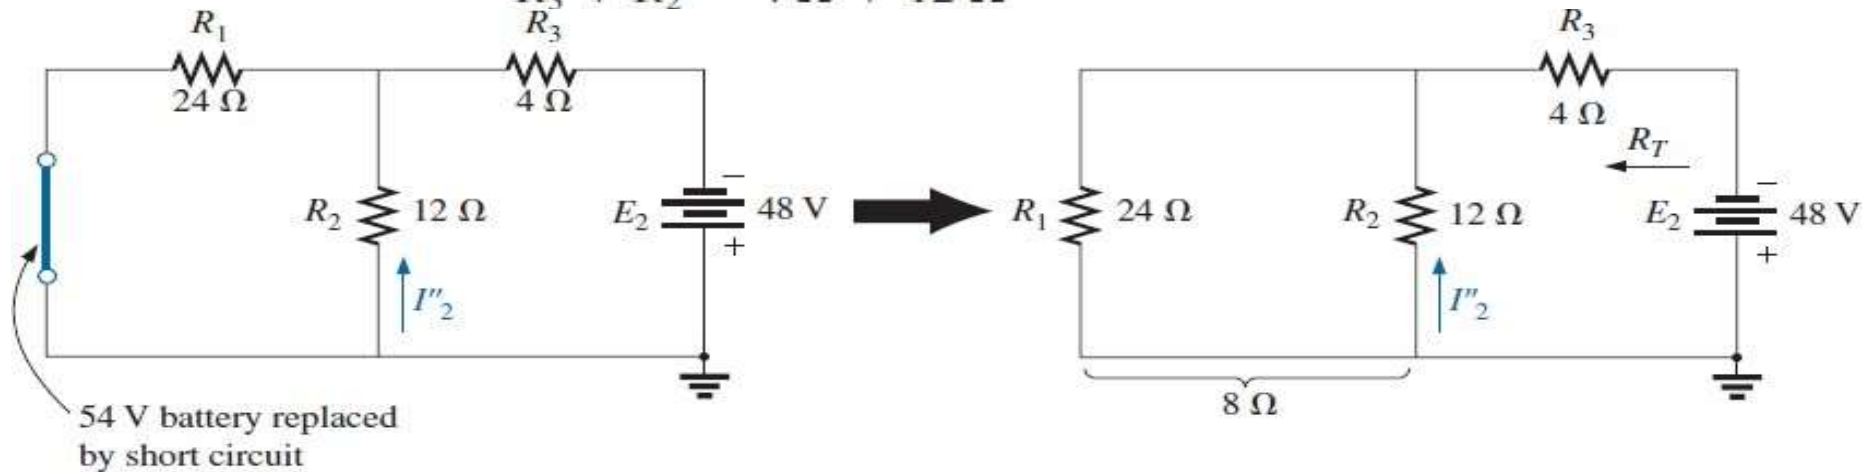 R₁
R₃
R₃
24 Ω
4 Ω
4 Ω
R_T
R₂
12 Ω
E₂
−
48 V
+
R₁
24 Ω
R₂
12 Ω
E₂
−
48 V
+
I″₂
I″₂
8 Ω
54 V battery replaced
by short circuit